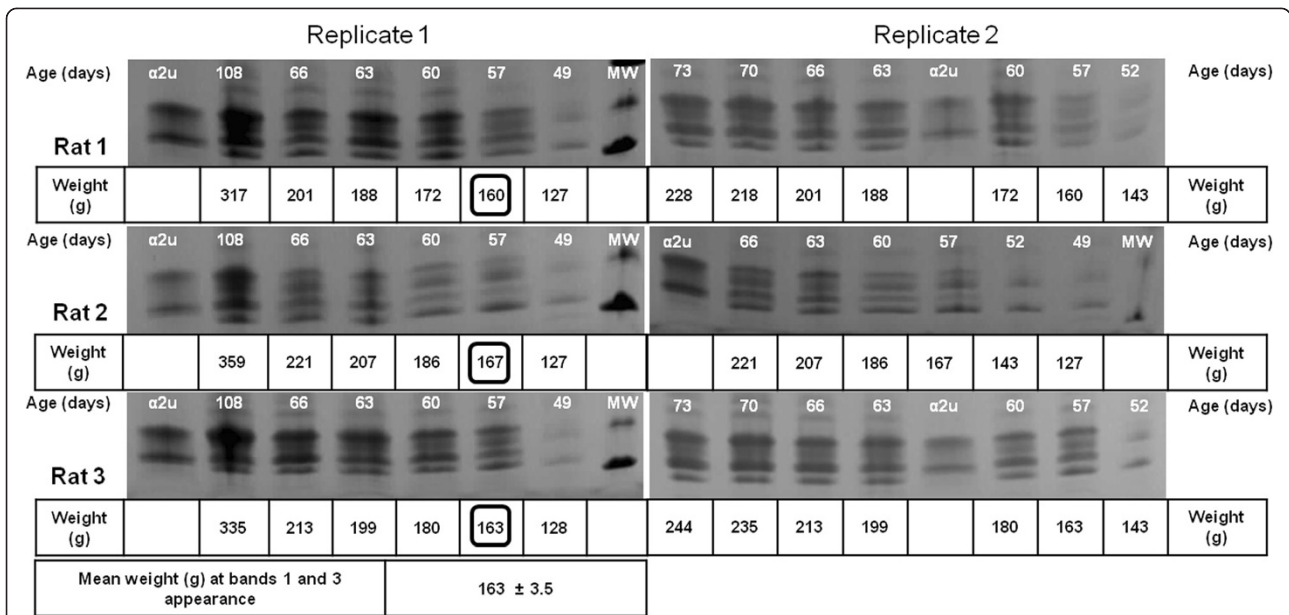 Replicate 1 Replicate 2
Age (days) α2u 108 66 63 60 57 49 MW 73 70 66 63 α2u 60 57 52 Age (days)
Rat 1
Weight (g) 317 201 188 172 160 127 228 218 201 188 172 160 143 Weight (g)
Age (days) α2u 108 66 63 60 57 49 MW α2u 66 63 60 57 52 49 MW Age (days)
Rat 2
Weight (g) 359 221 207 186 167 127 221 207 186 167 143 127 Weight (g)
Age (days) α2u 108 66 63 60 57 49 MW 73 70 66 63 α2u 60 57 52 Age (days)
Rat 3
Weight (g) 335 213 199 180 163 128 244 235 213 199 180 163 143 Weight (g)
Mean weight (g) at bands 1 and 3 163 ± 3.5
appearance